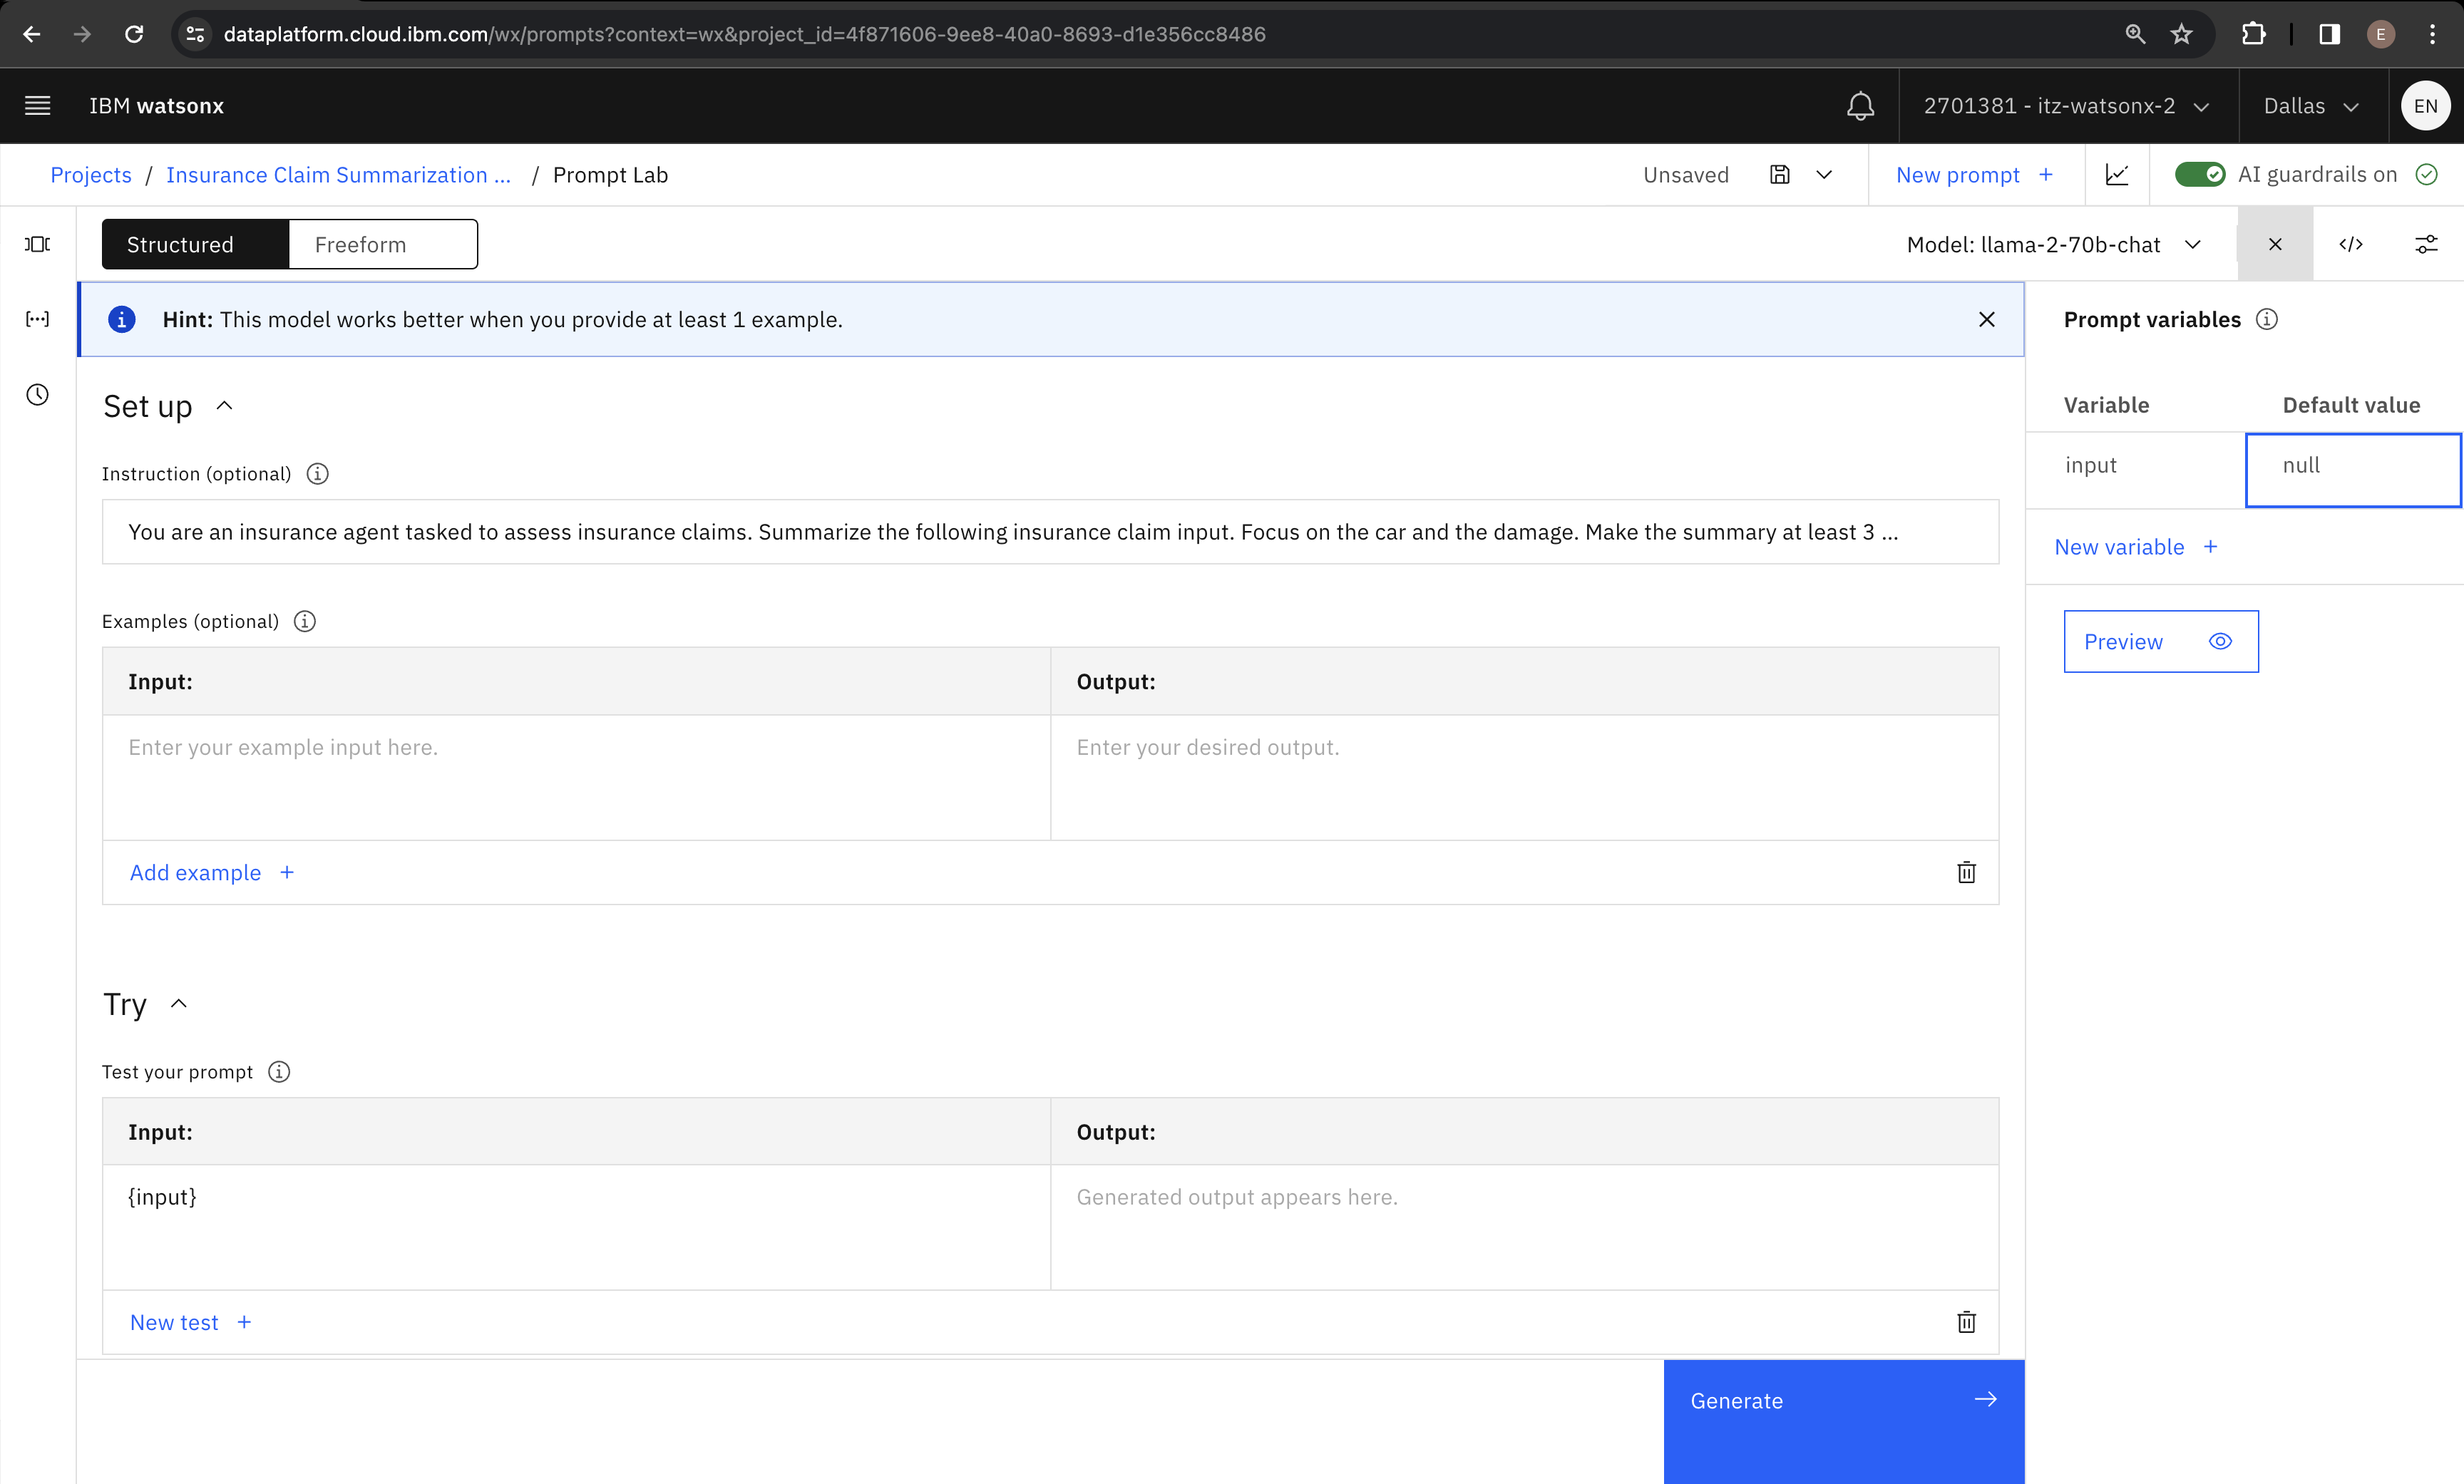 dataplatform.cloud.ibm.com/wx/prompts?context=wx&project_id=4f871606-9ee8-40a0-8693-d1e356cc8486
E
IBM watsonx
2701381 - itz-watsonx-2
Dallas
EN
Projects / Insurance Claim Summarization ... / Prompt Lab
Unsaved
New prompt +
AI guardrails on
Structured
Freeform
Model: llama-2-70b-chat
Hint: This model works better when you provide at least 1 example.
Prompt variables
Set up
Variable
Default value
input
null
Instruction (optional)
You are an insurance agent tasked to assess insurance claims. Summarize the following insurance claim input. Focus on the car and the damage. Make the summary at least 3 ...
New variable +
Examples (optional)
Preview
Input:
Output:
Enter your example input here.
Enter your desired output.
Add example +
Try
Test your prompt
Input:
Output:
{input}
Generated output appears here.
New test +
Generate